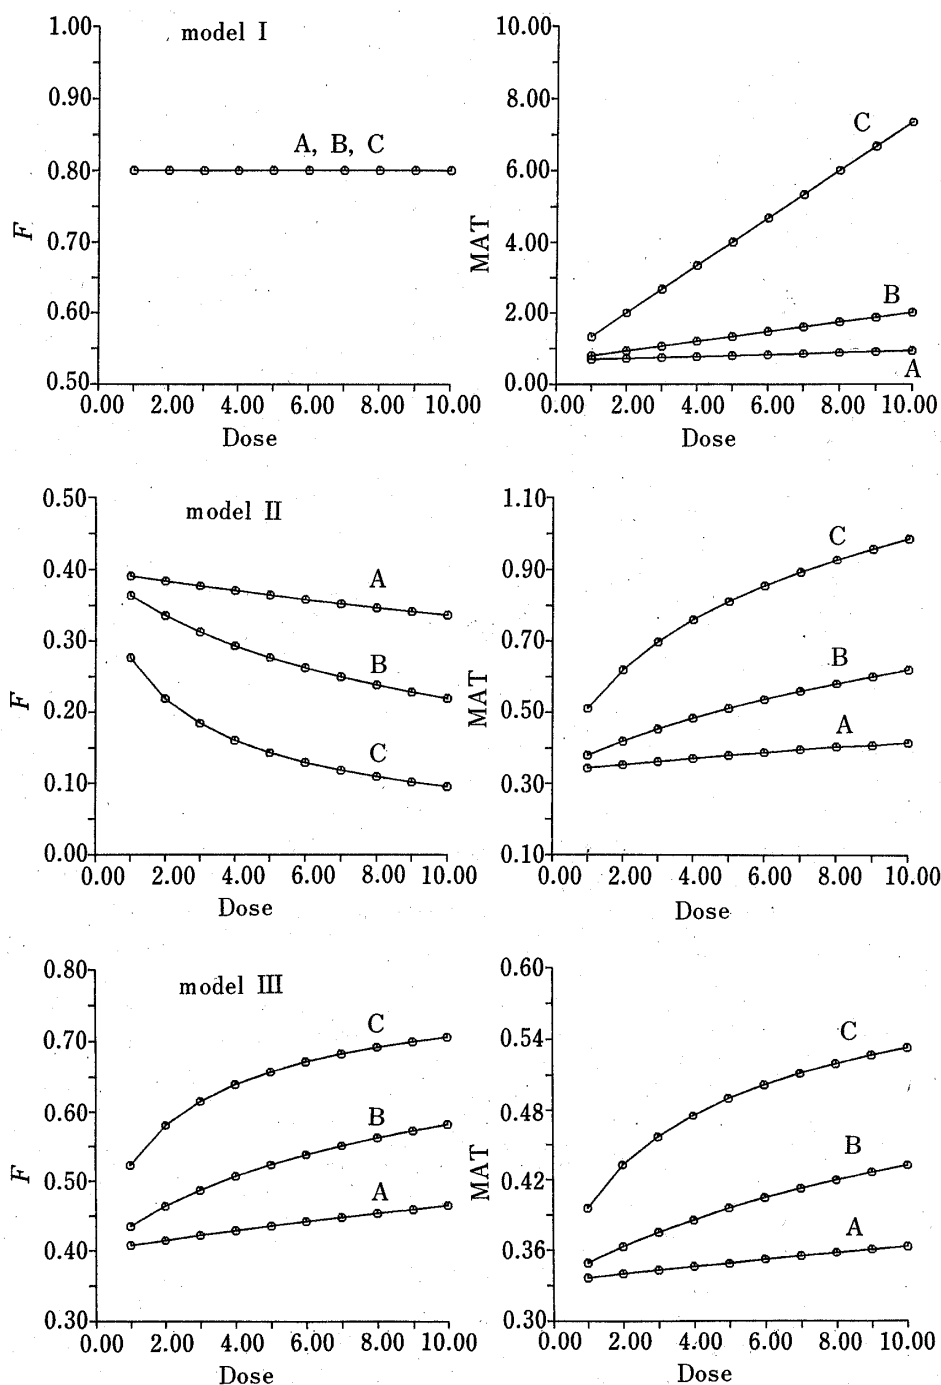 model I
1.00
0.90
0.80
0.70
0.60
0.50
F
A, B, C
0.00 2.00 4.00 6.00 8.00 10.00
Dose
10.00
8.00
6.00
4.00
2.00
0.00
MAT
C
B
A
0.00 2.00 4.00 6.00 8.00 10.00
Dose
model II
0.50
0.40
0.30
0.20
0.10
0.00
F
A
B
C
0.00 2.00 4.00 6.00 8.00 10.00
Dose
1.10
0.90
0.70
0.50
0.30
0.10
MAT
C
B
A
0.00 2.00 4.00 6.00 8.00 10.00
Dose
model III
0.80
0.70
0.60
0.50
0.40
0.30
F
C
B
A
0.00 2.00 4.00 6.00 8.00 10.00
Dose
0.60
0.54
0.48
0.42
0.36
0.30
MAT
C
B
A
0.00 2.00 4.00 6.00 8.00 10.00
Dose